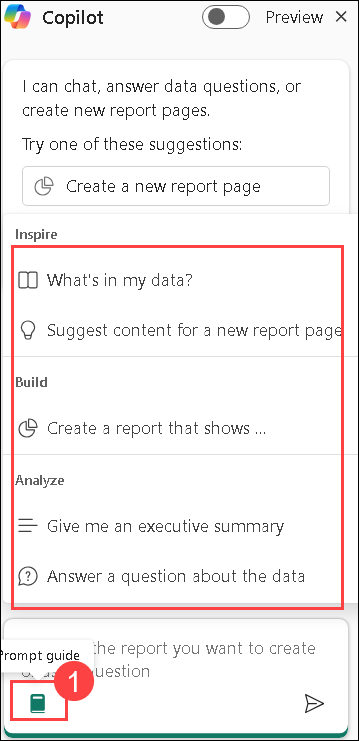 Copilot
Preview
I can chat, answer data questions, or
create new report pages.
Try one of these suggestions:
Create a new report page
Inspire
What's in my data?
Suggest content for a new report page
Build
Create a report that shows ...
Analyze
Give me an executive summary
Answer a question about the data
the report you want to create
Prompt guide
question
1